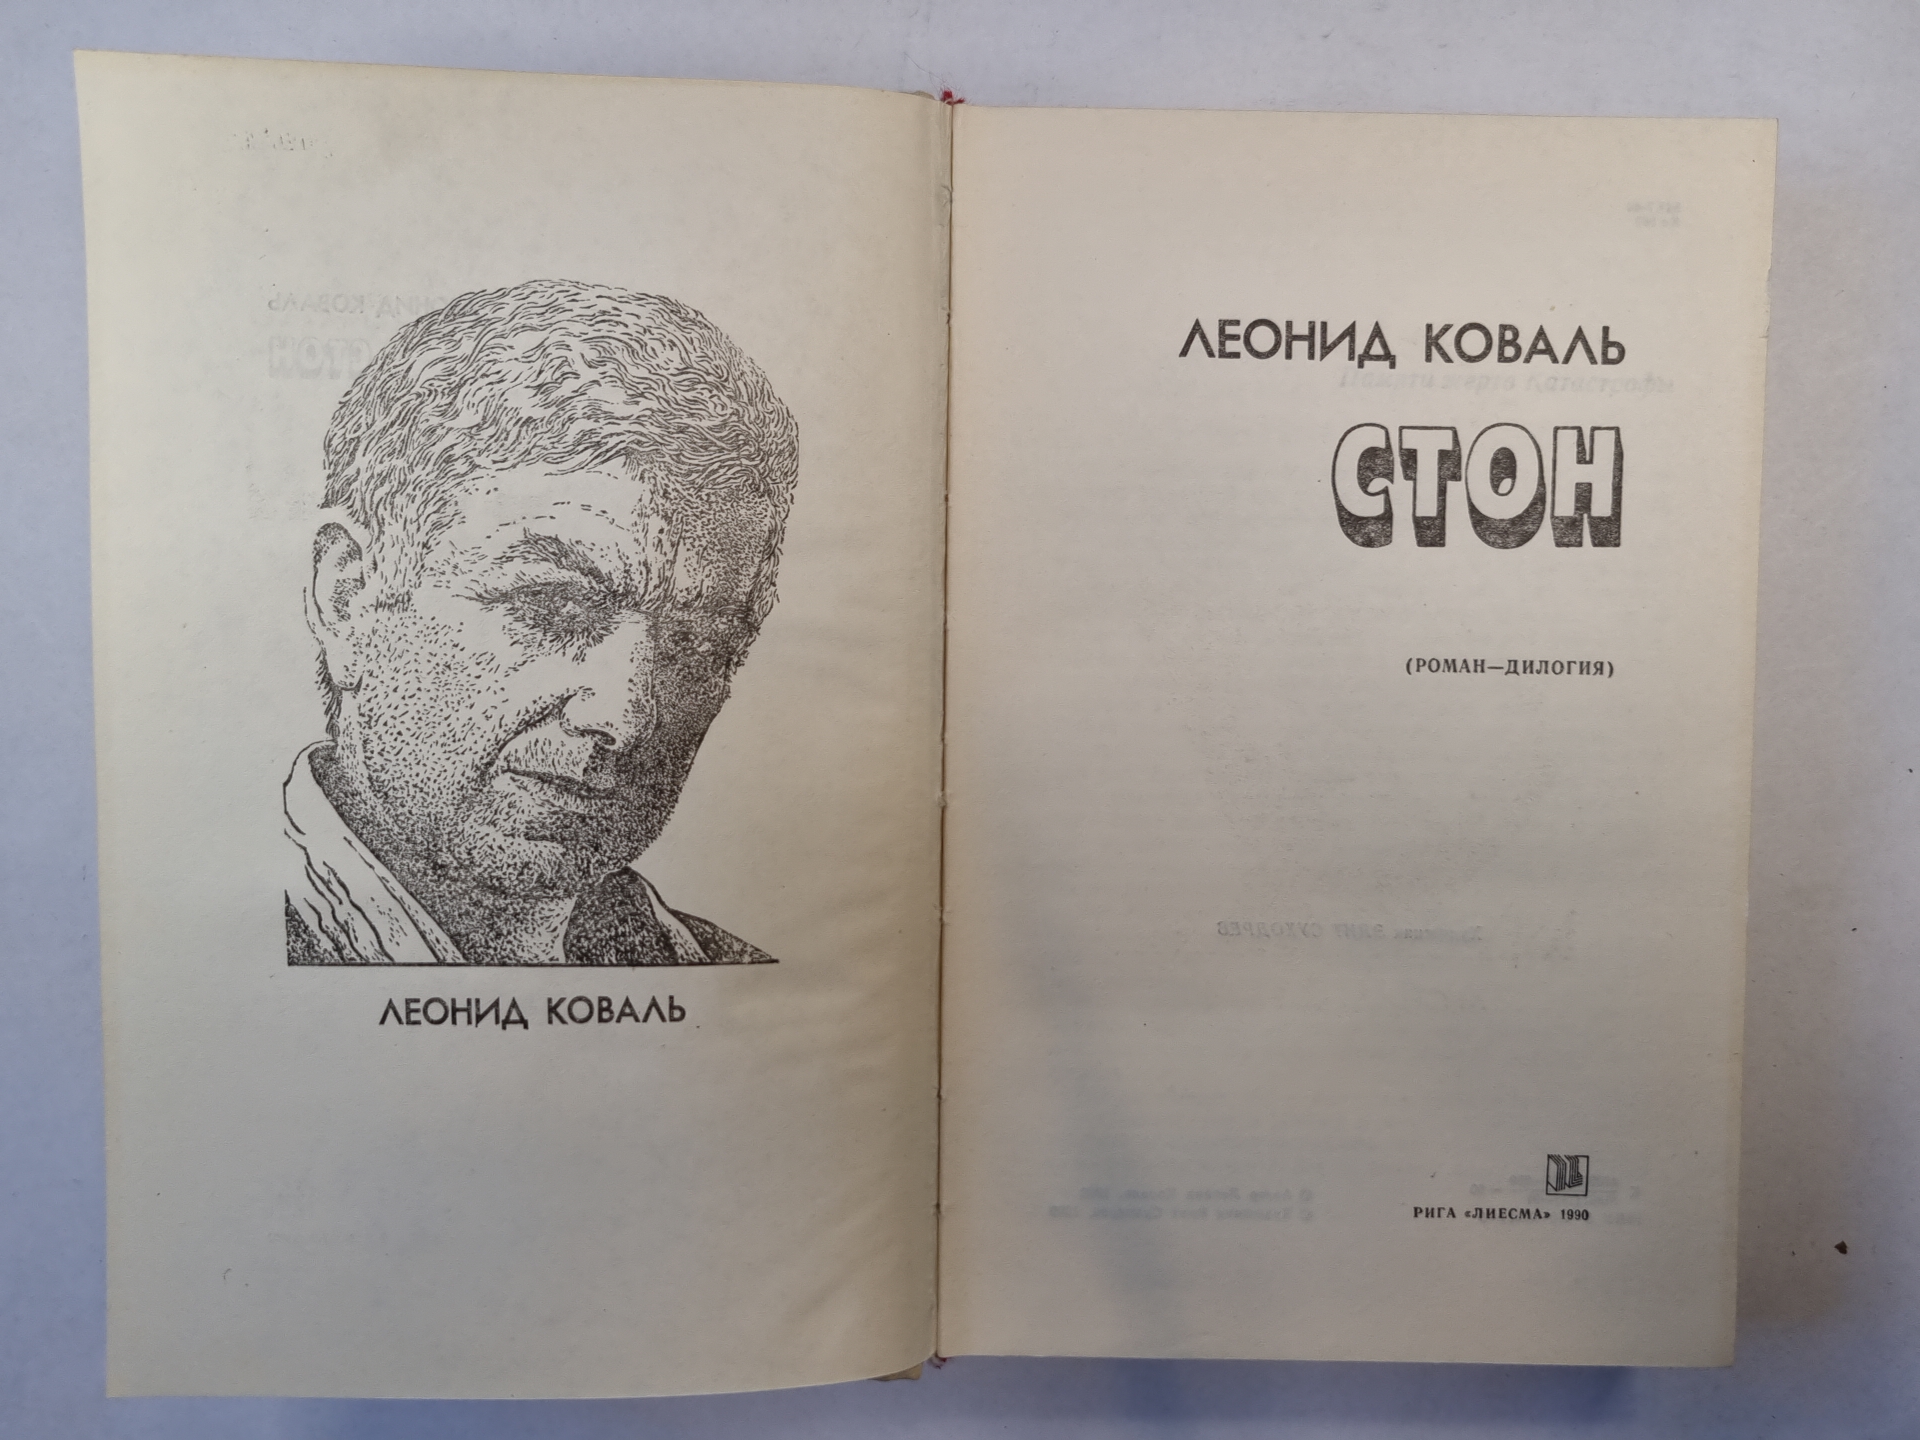 ЛЕОНИД КОВАЛЬ
ЛЕОНИД КОВАЛЬ
СТОН
(РОМАН—ДИЛОГИЯ)
РИГА «ЛИЕСМА» 1990